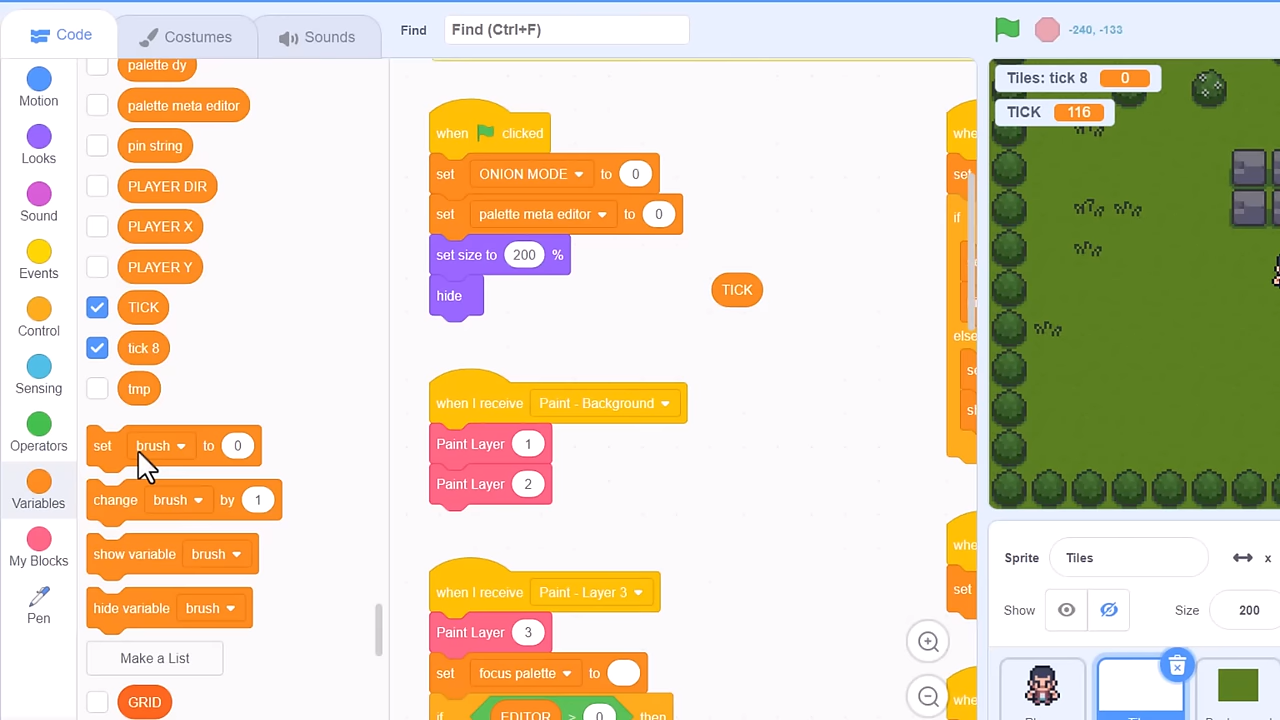 Code
Costumes
Sounds
Find
Find (Ctrl+F)
-240, -133
Motion
Looks
Sound
Events
Control
Sensing
Operators
Variables
My Blocks
Pen
palette dy
palette meta editor
pin string
PLAYER DIR
PLAYER X
PLAYER Y
TICK
tick 8
tmp
set brush to 0
change brush by 1
show variable brush
hide variable brush
Make a List
GRID
when clicked
set ONION MODE to 0
set palette meta editor to 0
set size to 200 %
hide
TICK
when I receive Paint - Background
Paint Layer 1
Paint Layer 2
when I receive Paint - Layer 3
Paint Layer 3
set focus palette to
if EDITOR > 0 then
if
else
set
Tiles: tick 8 0
TICK 116
Sprite Tiles x
Show Size 200